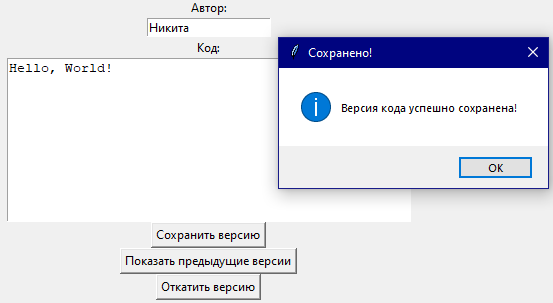 Автор:
Никита
Код:
Hello, World!
Сохранено!
Версия кода успешно сохранена!
OK
Сохранить версию
Показать предыдущие версии
Откатить версию